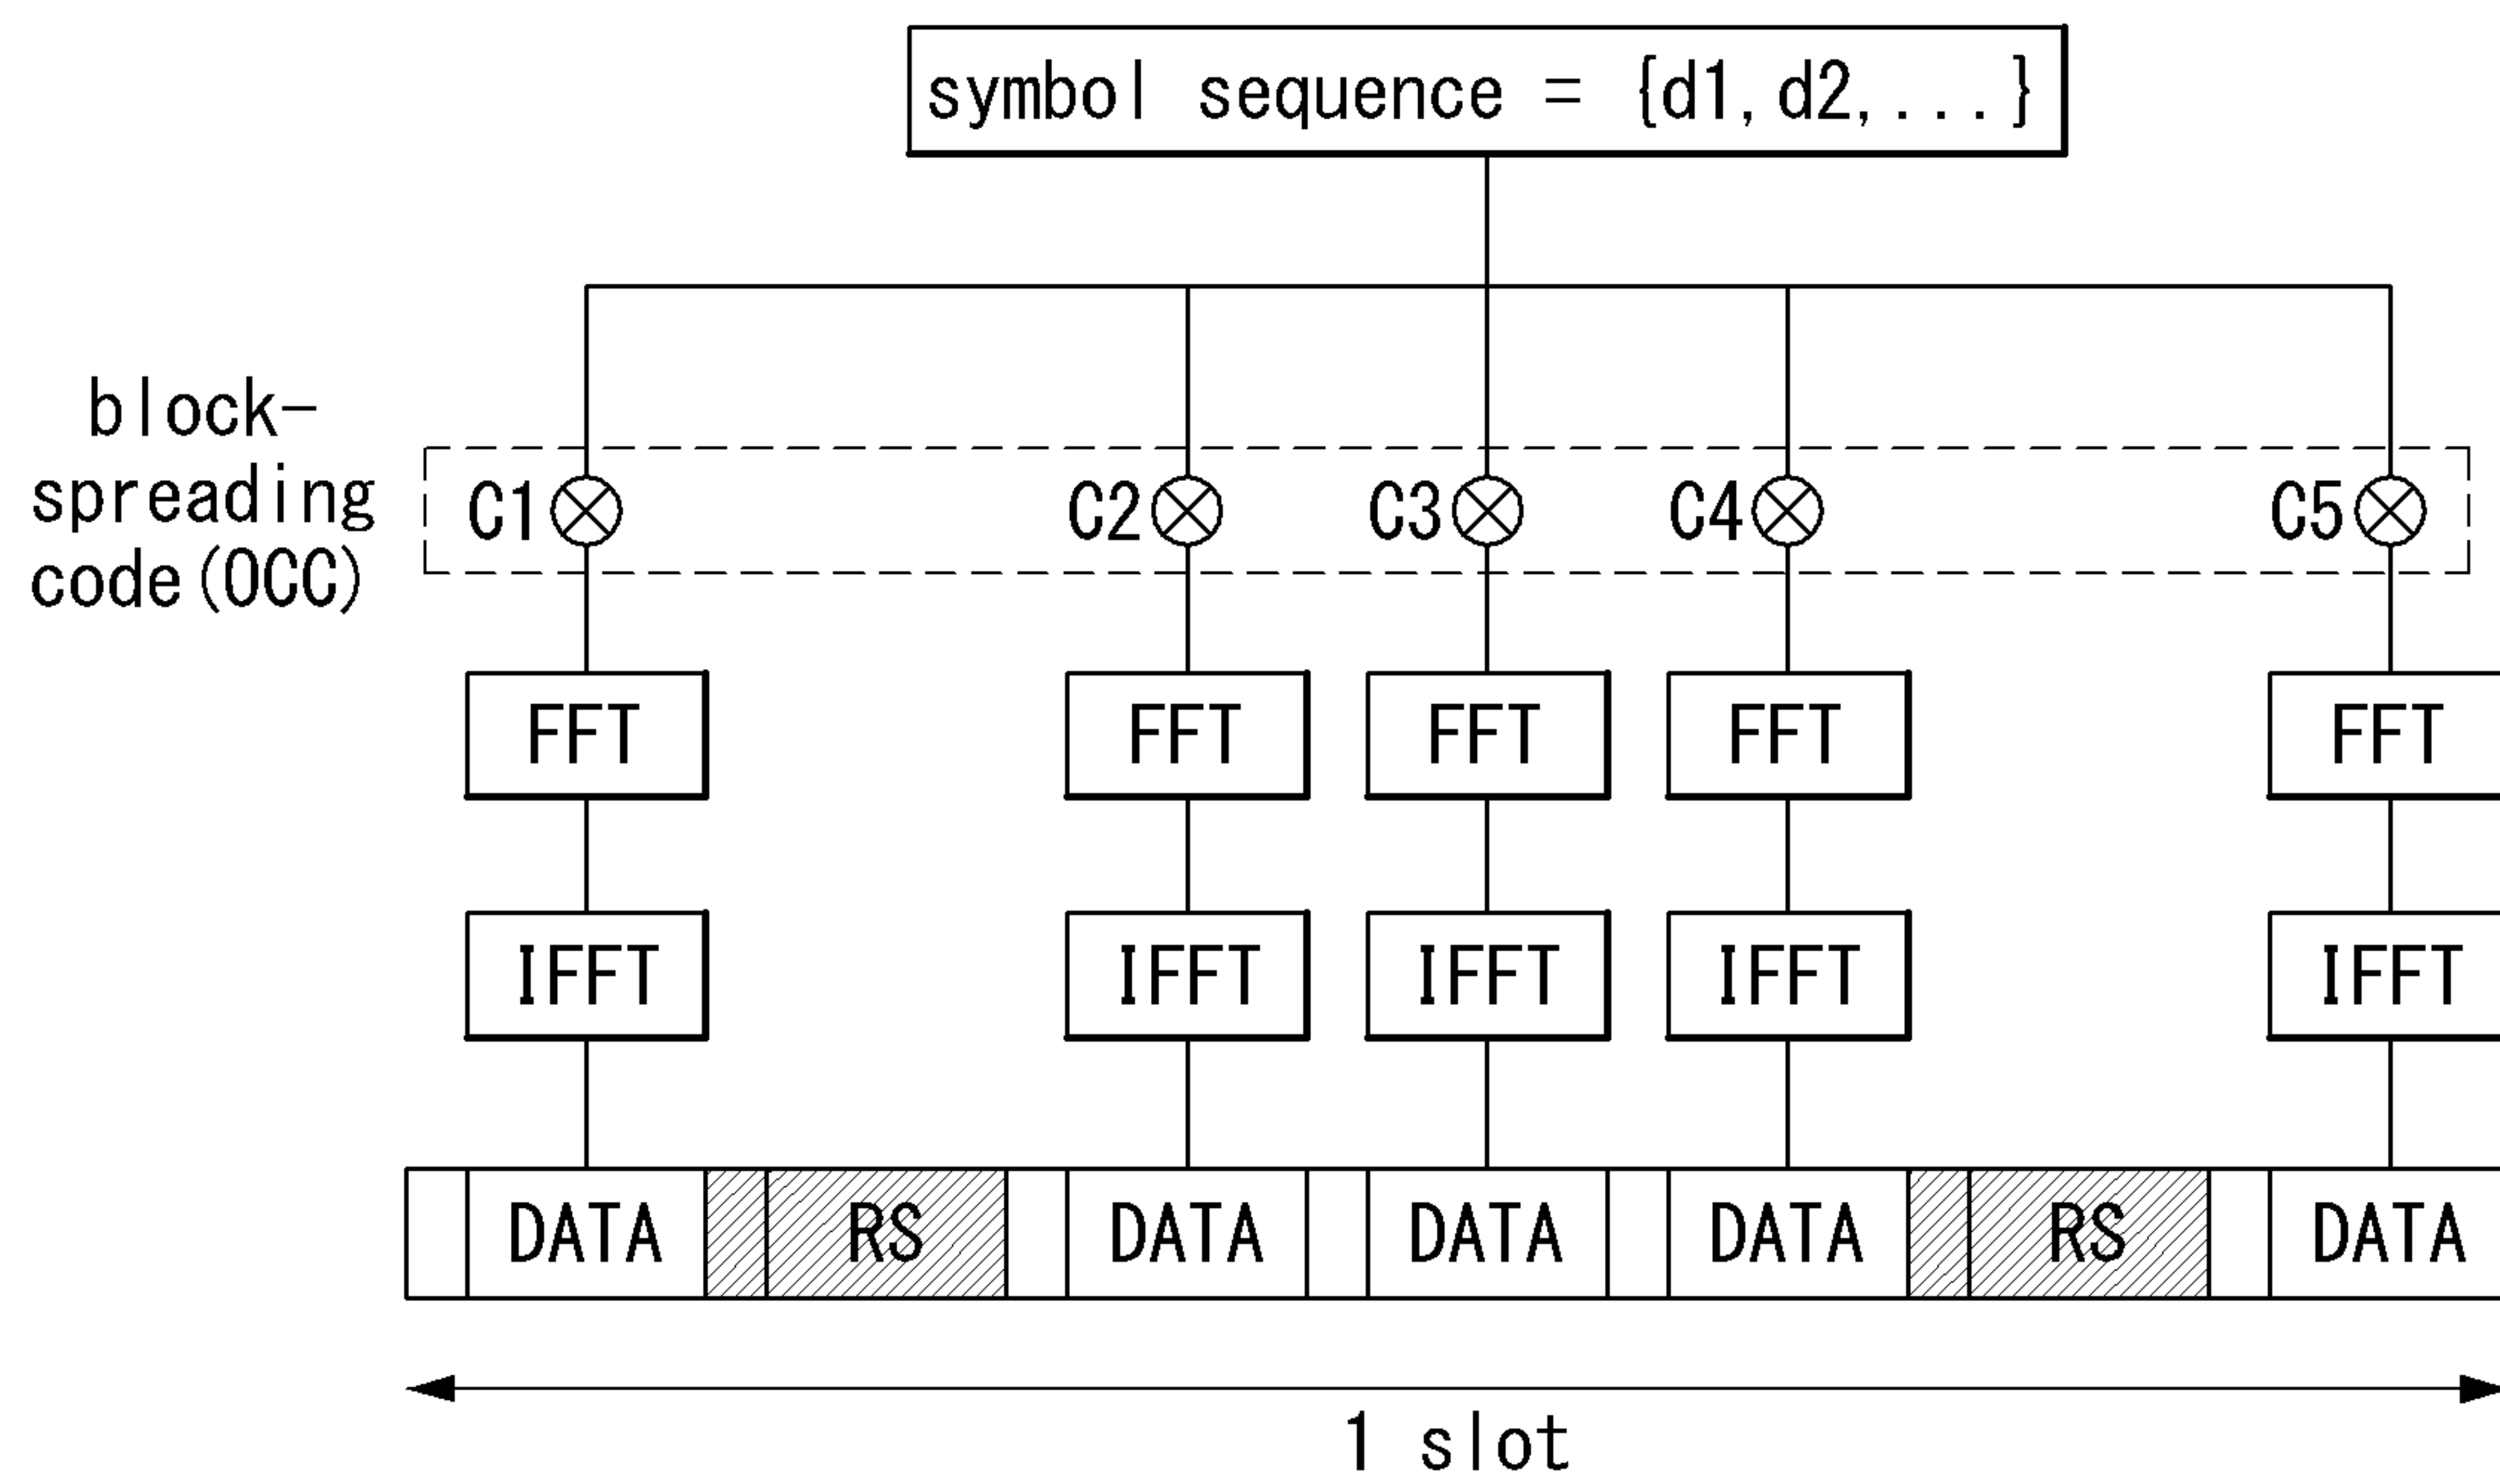 symbol sequence = {d1, d2, ... }
block-
spreading
code(OCC)
C1 C2 C3 C4 C5
FFT FFT FFT FFT FFT
IFFT IFFT IFFT IFFT IFFT
DATA RS DATA DATA DATA RS DATA
1 slot